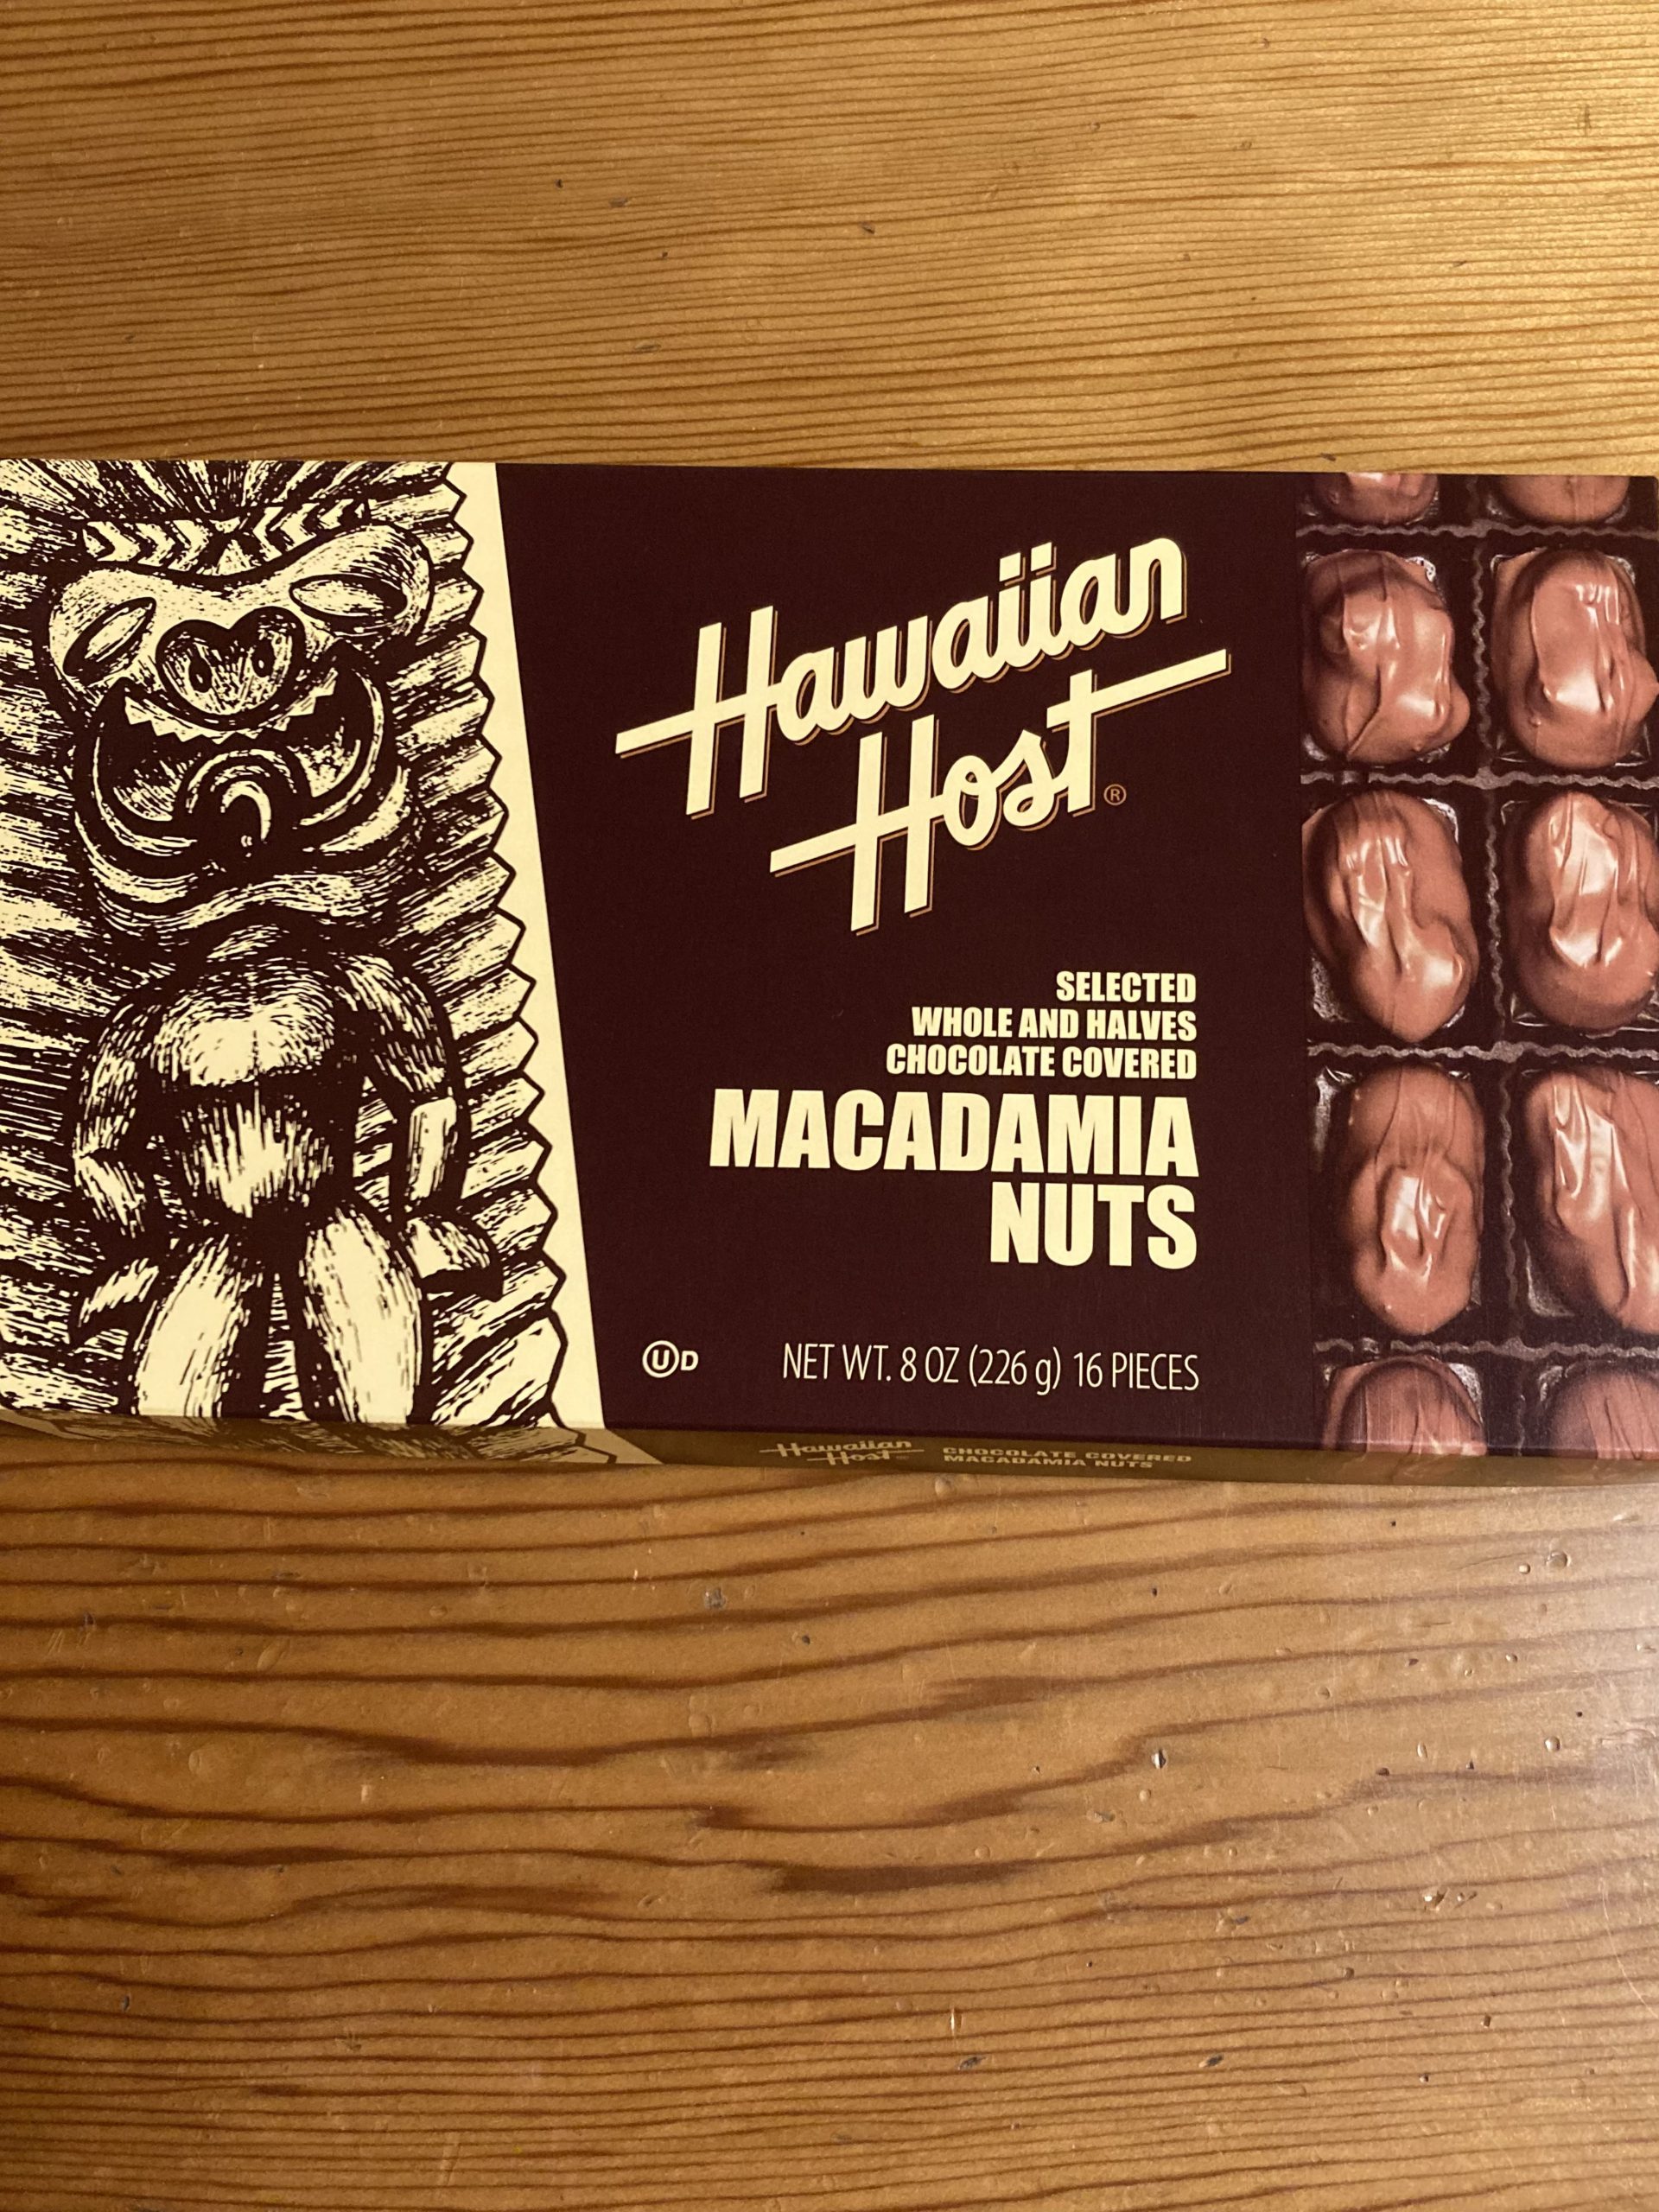 Hawaiian
Host®
SELECTED
WHOLE AND HALVES
CHOCOLATE COVERED
MACADAMIA
NUTS
UD NET WT. 8 OZ (226 g) 16 PIECES
Hawaiian
Host
CHOCOLATE COVERED
MACADAMIA NUTS